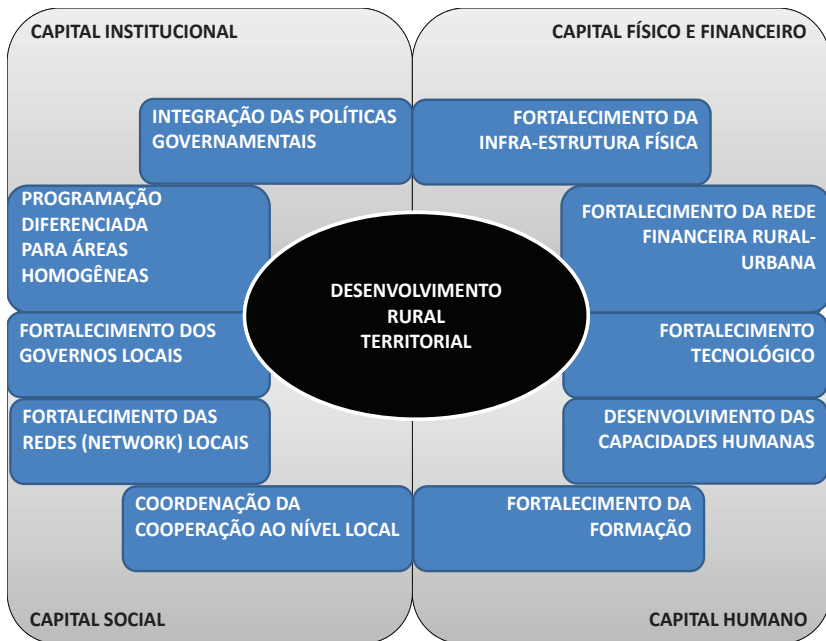 CAPITAL INSTITUCIONAL
CAPITAL FÍSICO E FINANCEIRO
INTEGRAÇÃO DAS POLÍTICAS
GOVERNAMENTAIS
FORTALECIMENTO DA
INFRA-ESTRUTURA FÍSICA
PROGRAMAÇÃO
DIFERENCIADA
PARA ÁREAS
HOMOGÊNEAS
FORTALECIMENTO DA REDE
FINANCEIRA RURAL-
URBANA
DESENVOLVIMENTO
RURAL
TERRITORIAL
FORTALECIMENTO DOS
GOVERNOS LOCAIS
FORTALECIMENTO
TECNOLÓGICO
FORTALECIMENTO DAS
REDES (NETWORK) LOCAIS
DESENVOLVIMENTO DAS
CAPACIDADES HUMANAS
COORDENAÇÃO DA
COOPERAÇÃO AO NÍVEL LOCAL
FORTALECIMENTO DA
FORMAÇÃO
CAPITAL SOCIAL
CAPITAL HUMANO